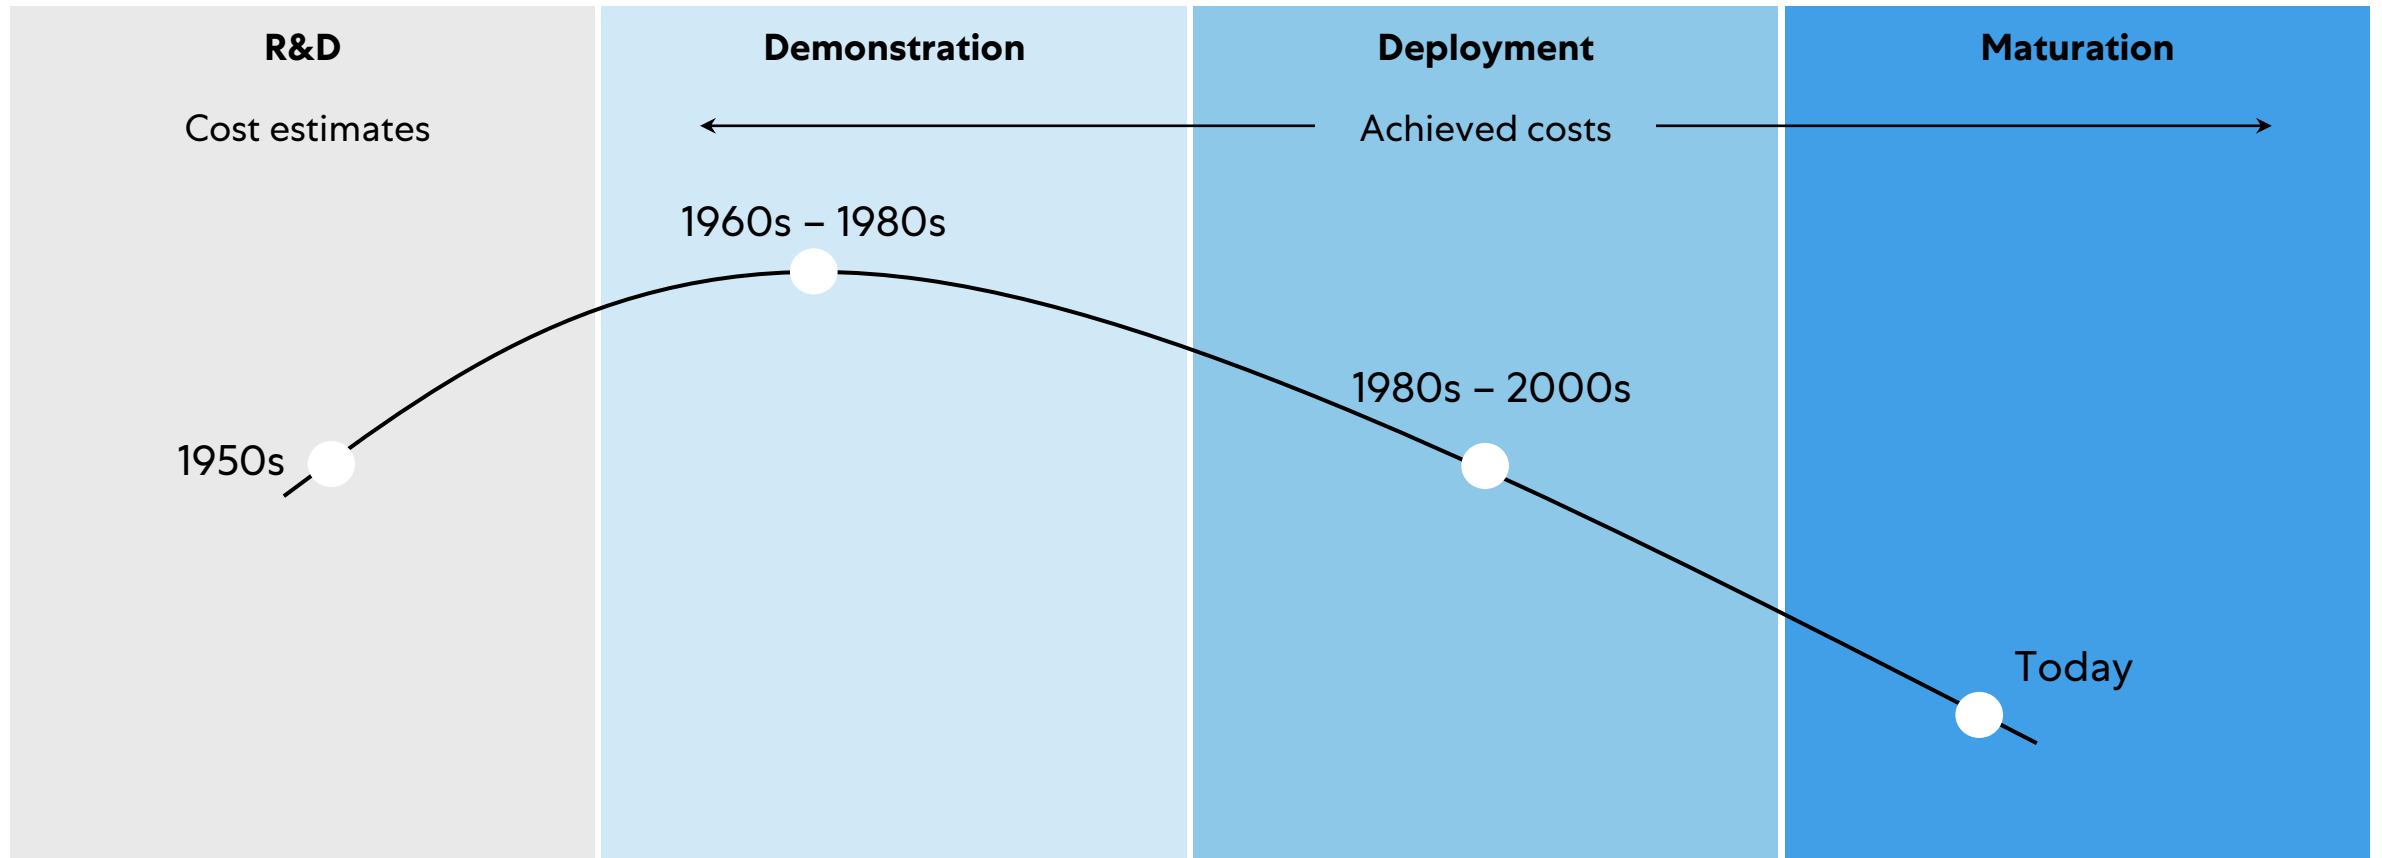 R&D
Demonstration
Deployment
Maturation
Cost estimates
Achieved costs
1960s – 1980s
1980s – 2000s
1950s
Today